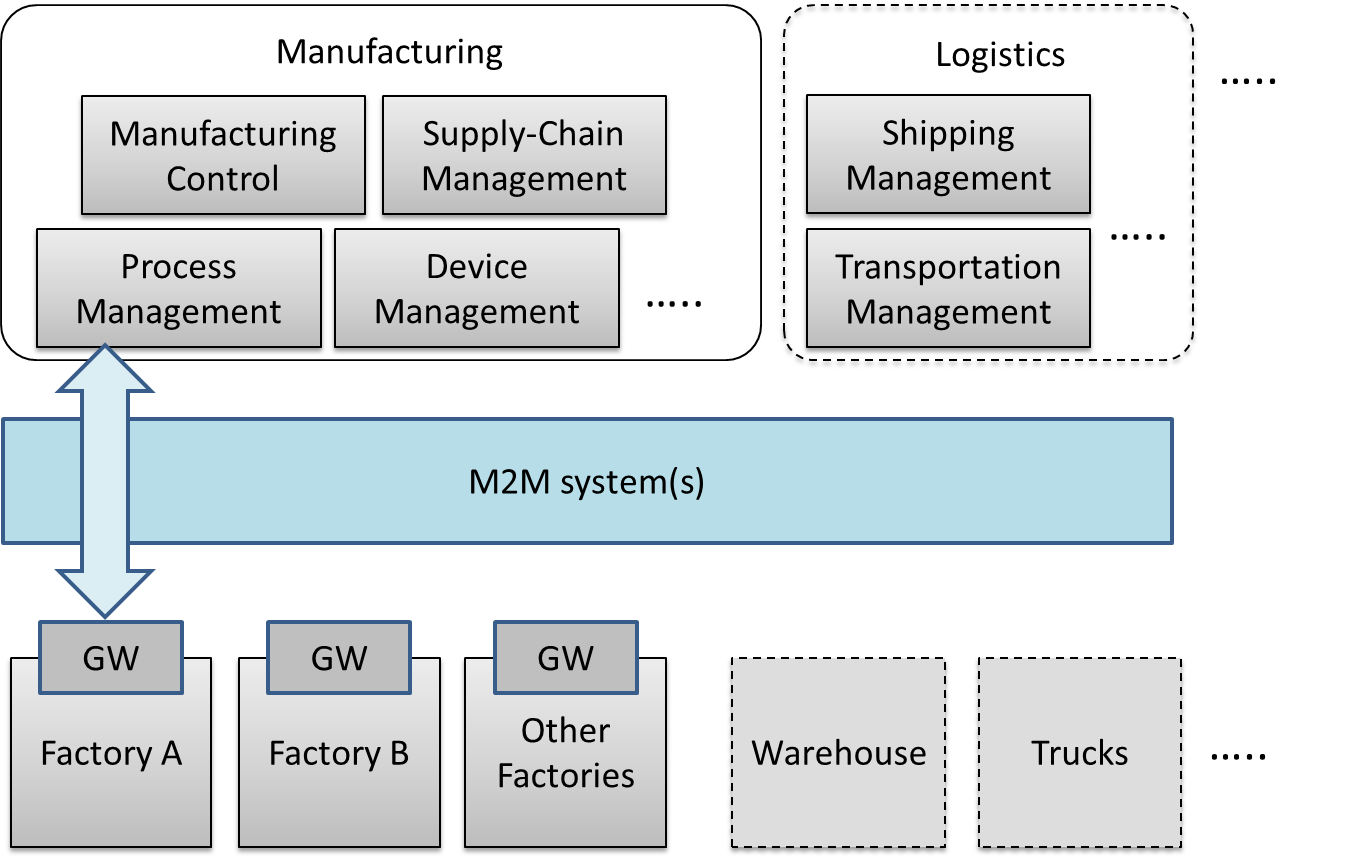 Manufacturing
Manufacturing
Control
Supply-Chain
Management
Process
Management
Device
Management
.....
Logistics
Shipping
Management
Transportation
Management
.....
.....
M2M system(s)
GW
Factory A
GW
Factory B
GW
Other
Factories
Warehouse
Trucks
.....